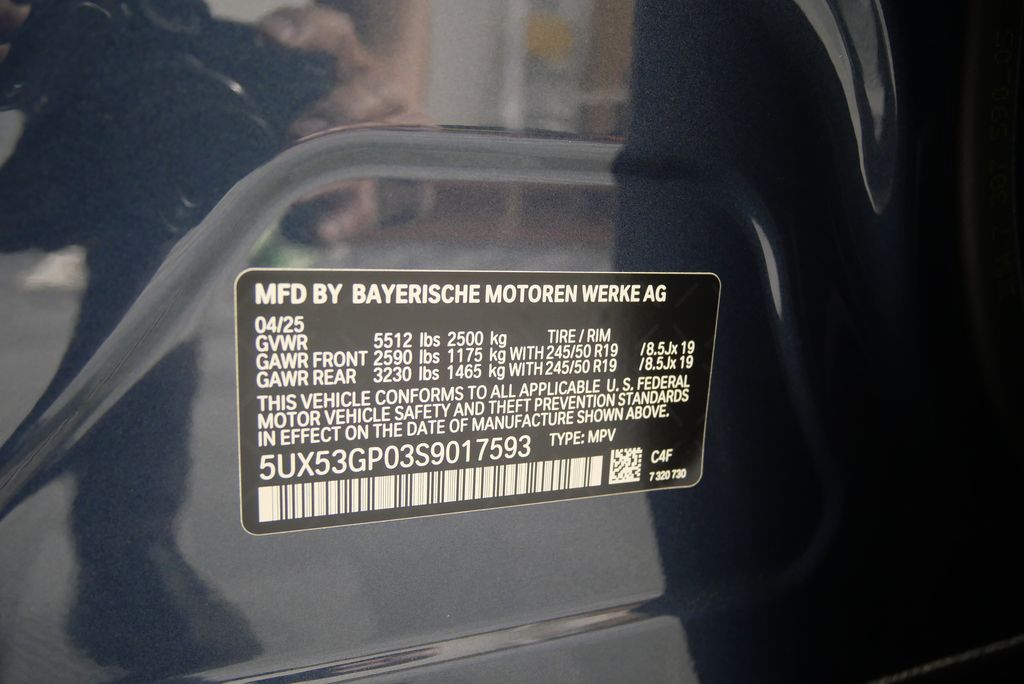 MFD BY BAYERISCHE MOTOREN WERKE AG
04/25
GVWR 5512 lbs 2500 kg TIRE / RIM
GAWR FRONT 2590 lbs 1175 kg WITH 245/50 R19 /8.5Jx 19
GAWR REAR 3230 lbs 1465 kg WITH 245/50 R19 /8.5Jx 19
THIS VEHICLE CONFORMS TO ALL APPLICABLE U. S. FEDERAL
MOTOR VEHICLE SAFETY AND THEFT PREVENTION STANDARDS
IN EFFECT ON THE DATE OF MANUFACTURE SHOWN ABOVE.
5UX53GP03S9017593 TYPE: MPV
C4F
7 320 730